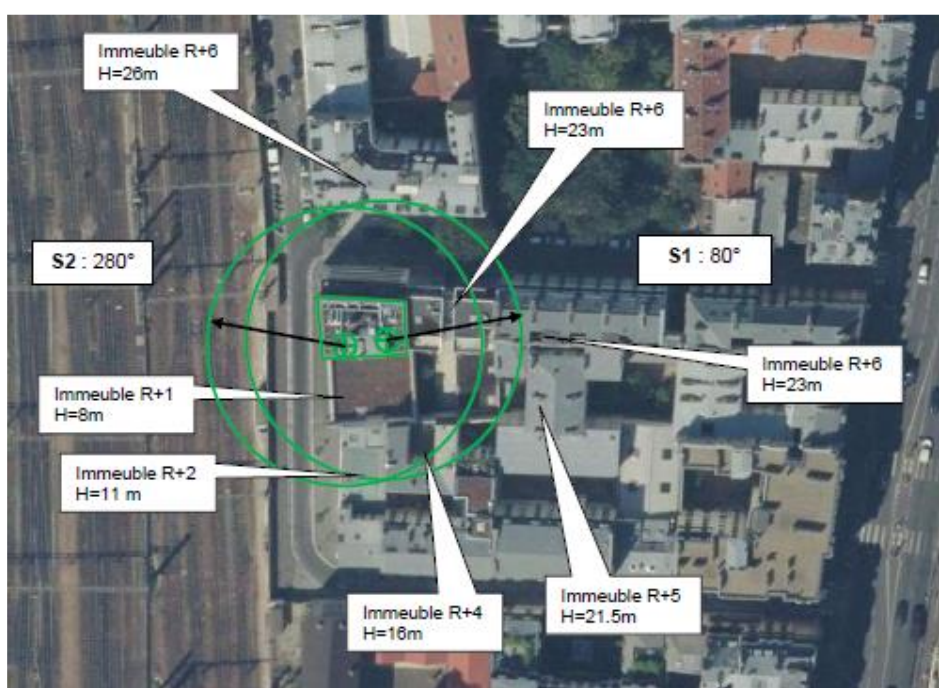 Immeuble R+6
H=26m
Immeuble R+6
H=23m
S2 : 280°
S1 : 80°
Immeuble R+6
H=23m
Immeuble R+1
H=8m
Immeuble R+2
H=11 m
Immeuble R+4
H=16m
Immeuble R+5
H=21.5m